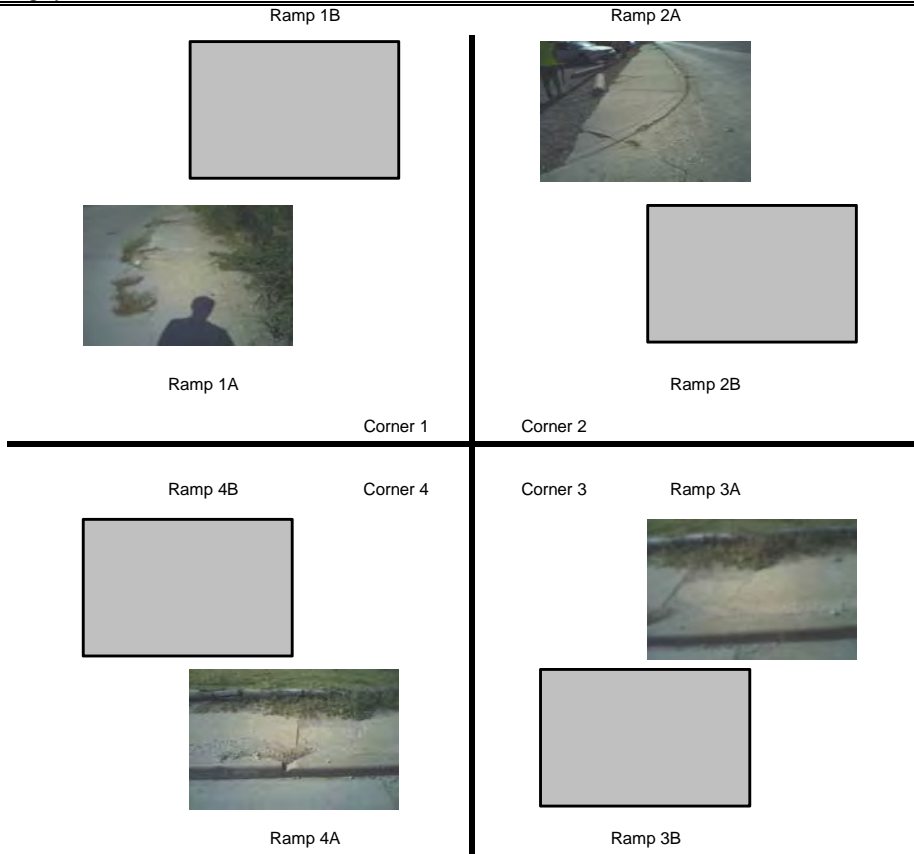 Ramp 1B Ramp 2A
Ramp 1A Ramp 2B
Corner 1 Corner 2
Ramp 4B Corner 4 Corner 3 Ramp 3A
Ramp 4A Ramp 3B